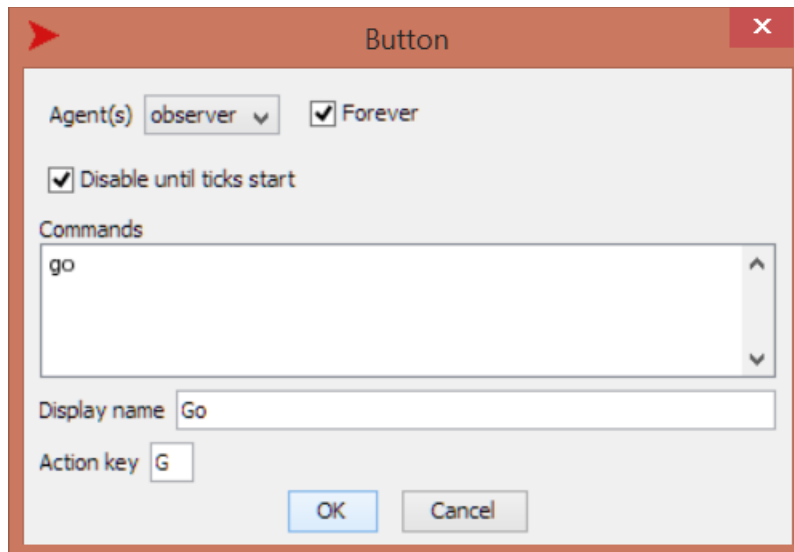 Button
Agent(s) observer Forever
Disable until ticks start
Commands
go
Display name Go
Action key G
OK Cancel